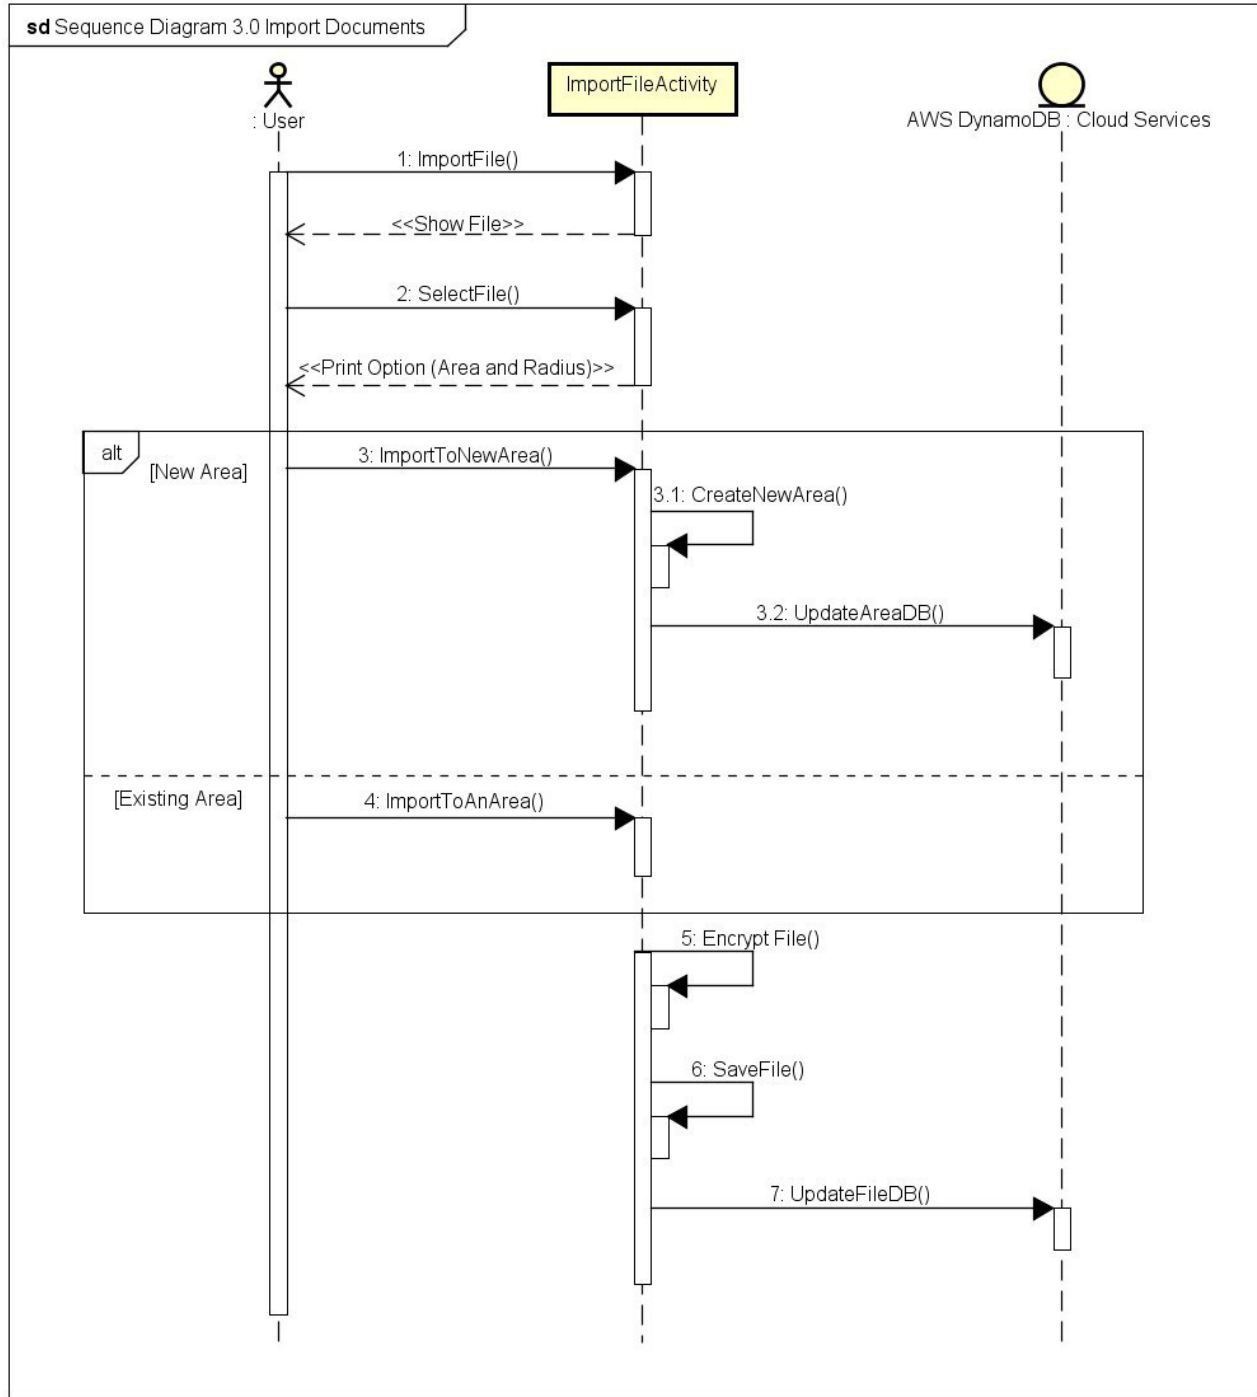 sd Sequence Diagram 3.0 Import Documents
: User
ImportFileActivity
AWS DynamoDB : Cloud Services
1: ImportFile()
<<Show File>>
2: SelectFile()
<<Print Option (Area and Radius)>>
alt
[New Area]
3: ImportToNewArea()
3.1: CreateNewArea()
3.2: UpdateAreaDB()
[Existing Area]
4: ImportToAnArea()
5: Encrypt File()
6: SaveFile()
7: UpdateFileDB()